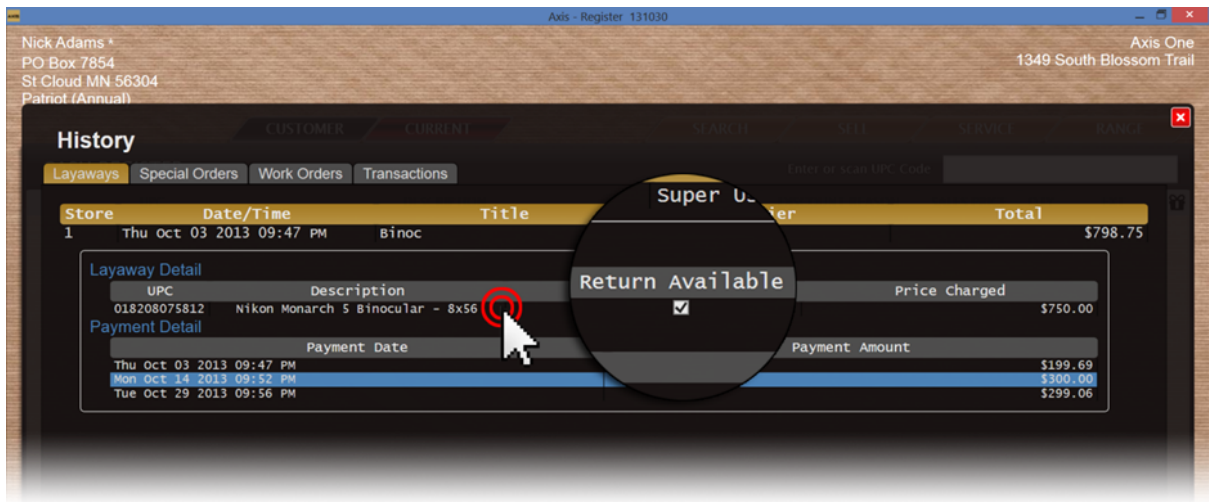 Axis - Register 131030
Nick Adams *
PO Box 7854
St Cloud MN 56304
Patriot (Annual)
Axis One
1349 South Blossom Trail
CUSTOMER CURRENT SEARCH SELL SERVICE RANGE
History
Layaways Special Orders Work Orders Transactions
Enter or scan UPC Code
Super
Store Date/Time Title Total
1 Thu Oct 03 2013 09:47 PM Binoc $798.75
Layaway Detail
Return Available
UPC Description Price Charged
018208075812 Nikon Monarch 5 Binocular - 8x56 $750.00
Payment Detail
Payment Date Payment Amount
Thu Oct 03 2013 09:47 PM $199.69
Mon Oct 14 2013 09:52 PM $300.00
Tue Oct 29 2013 09:56 PM $299.06